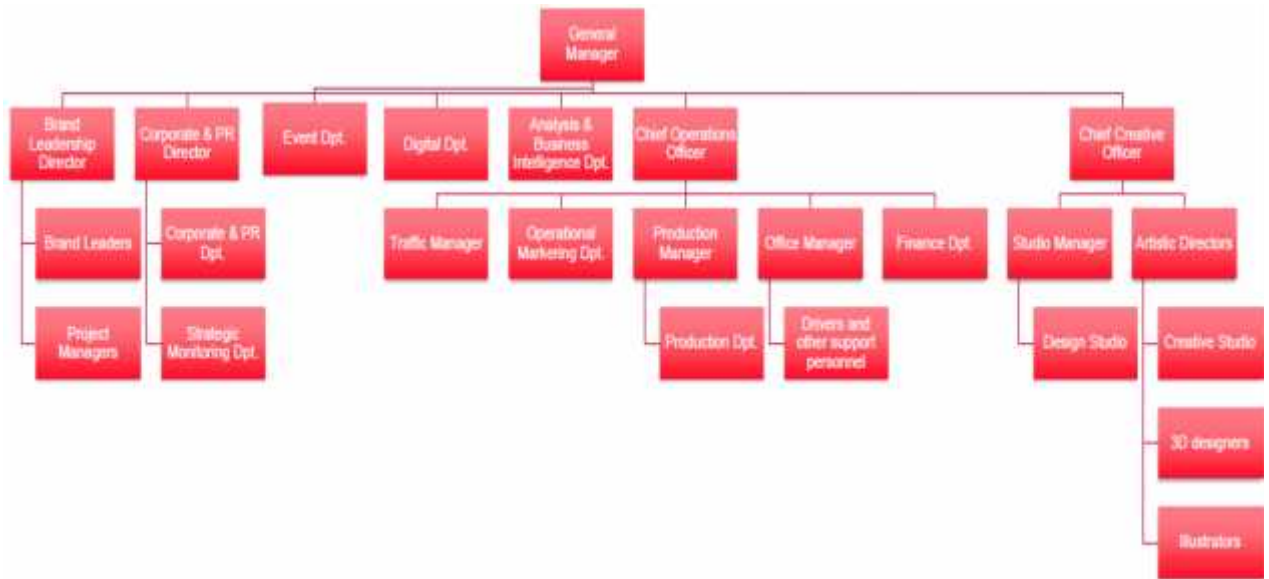 General
Manager
Brand
Leadership
Director
Corporate & PR
Director
Event Dpt.
Digital Dpt.
Analysis &
Business
Intelligence Dpt.
Chief Operations
Officer
Chief Creative
Officer
Brand Leaders
Corporate & PR
Dpt.
Traffic Manager
Operational
Markering Dpt.
Production
Manager
Office Manager
Finance Dpt.
Studio Manager
Artistic Directors
Project
Managers
Strategic
Monitoring Dpt.
Production Dpt.
Drivers and
other support
personnel
Design Studio
Creative Studio
3D designers
Illustrators